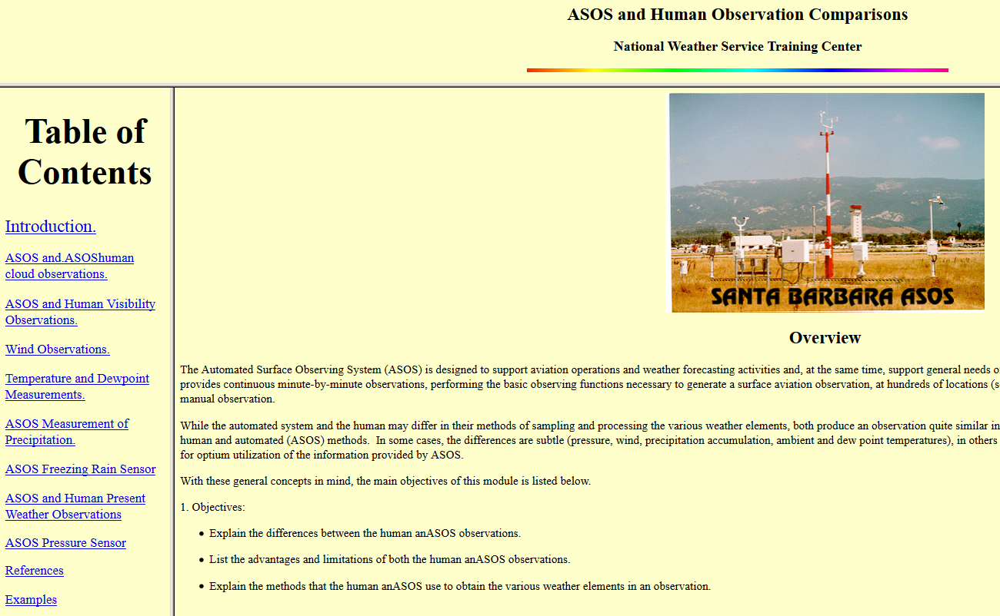 ASOS and Human Observation Comparisons
National Weather Service Training Center
Table of
Contents
Introduction.
ASOS and.ASOShuman
cloud observations.
ASOS and Human Visibility
Observations.
Wind Observations.
Temperature and Dewpoint
Measurements.
ASOS Measurement of
Precipitation.
ASOS Freezing Rain Sensor
ASOS and Human Present
Weather Observations
ASOS Pressure Sensor
References
Examples
SANTA BARBARA ASOS
Overview
The Automated Surface Observing System (ASOS) is designed to support aviation operations and weather forecasting activities and, at the same time, support general needs
provides continuous minute-by-minute observations, performing the basic observing functions necessary to generate a surface aviation observation, at hundreds of locations
manual observation.
While the automated system and the human may differ in their methods of sampling and processing the various weather elements, both produce an observation quite similar in
human and automated (ASOS) methods.  In some cases, the differences are subtle (pressure, wind, precipitation accumulation, ambient and dew point temperatures), in others
for optium utilization of the information provided by ASOS.
With these general concepts in mind, the main objectives of this module is listed below.
1. Objectives:
• Explain the differences between the human anASOS observations.
• List the advantages and limitations of both the human anASOS observations.
• Explain the methods that the human anASOS use to obtain the various weather elements in an observation.